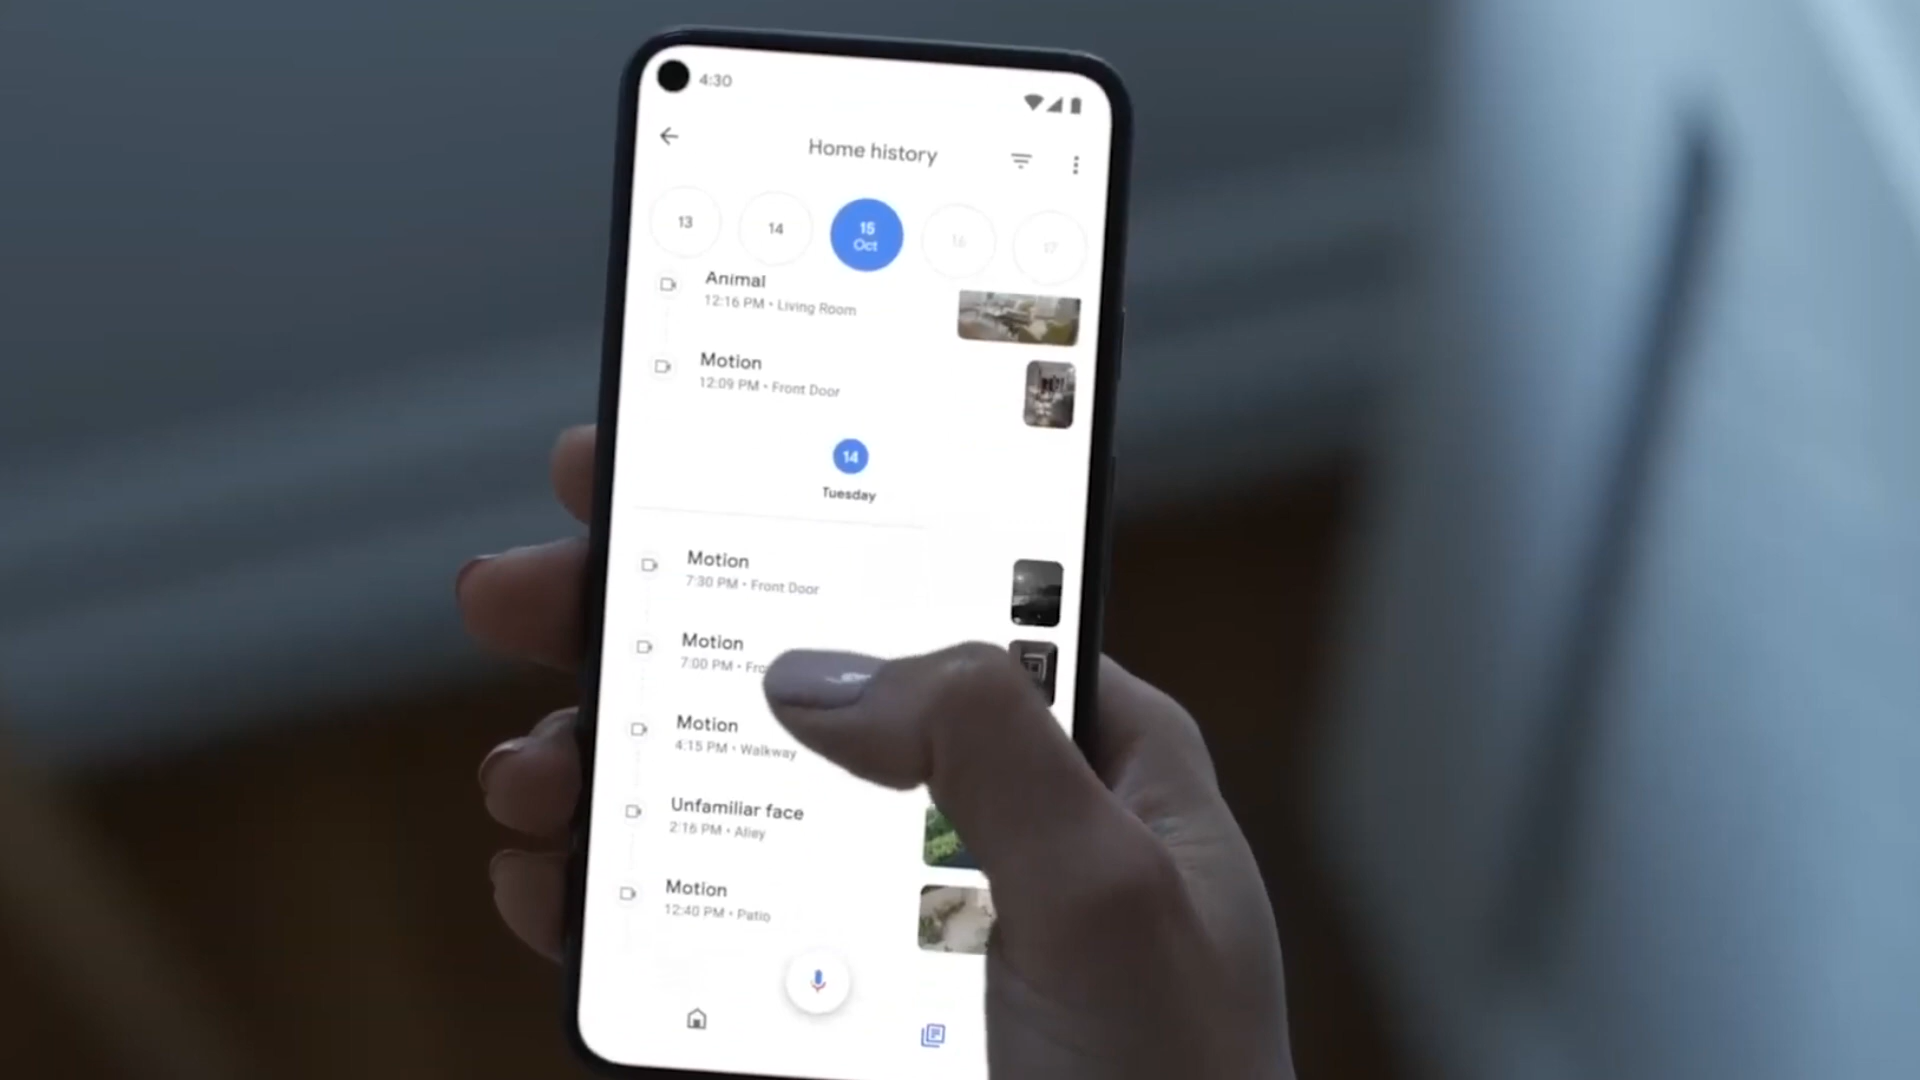 4:30
Home history
13
14
15
Oct
16
17
Animal
12:16 PM • Living Room
Motion
12:09 PM • Front Door
14
Tuesday
Motion
7:30 PM • Front Door
Motion
7:00 PM •
Motion
4:15 PM • Walkway
Unfamiliar face
2:16 PM • Alley
Motion
12:40 PM • Patio